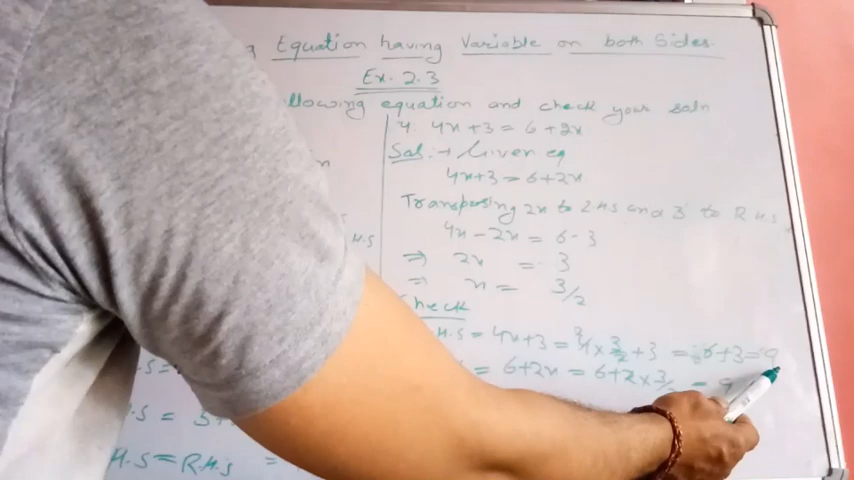 Equation having Variable on both Sides.
Ex. 2.3
llowing equation and check your soln
4. 4x+3 = 6+2x
Sol. → Given eq
4x+3 = 6+2x
Transposing 2x to L.H.S and 3 to R.H.S.
4x-2x = 6-3
H.S
⇒ 2x = 3
⇒ x = 3/2
Check
H.S = 4x+3 = 4 × 3/2 + 3 = 6+3 = 9
= 6+2x = 6+2×3/2 = 9
H.S = R.H.S =